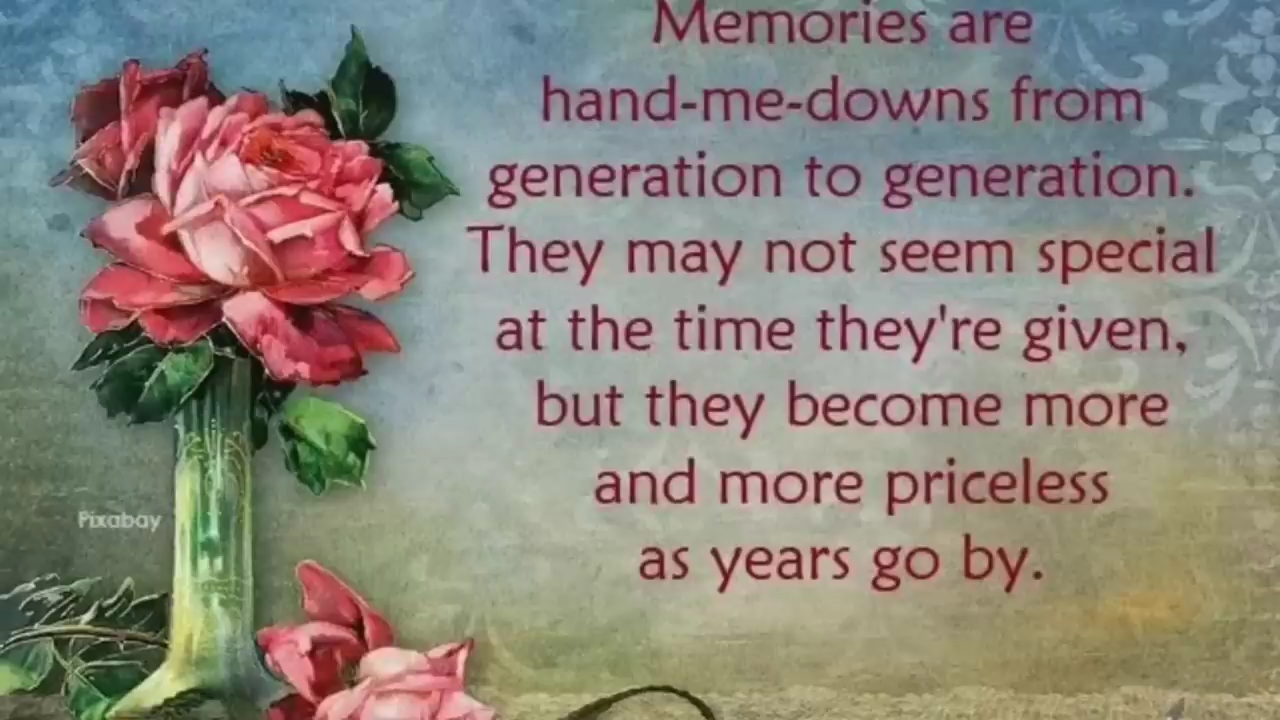 Memories are
hand-me-downs from
generation to generation.
They may not seem special
at the time they're given,
but they become more
and more priceless
as years go by.
Pixabay